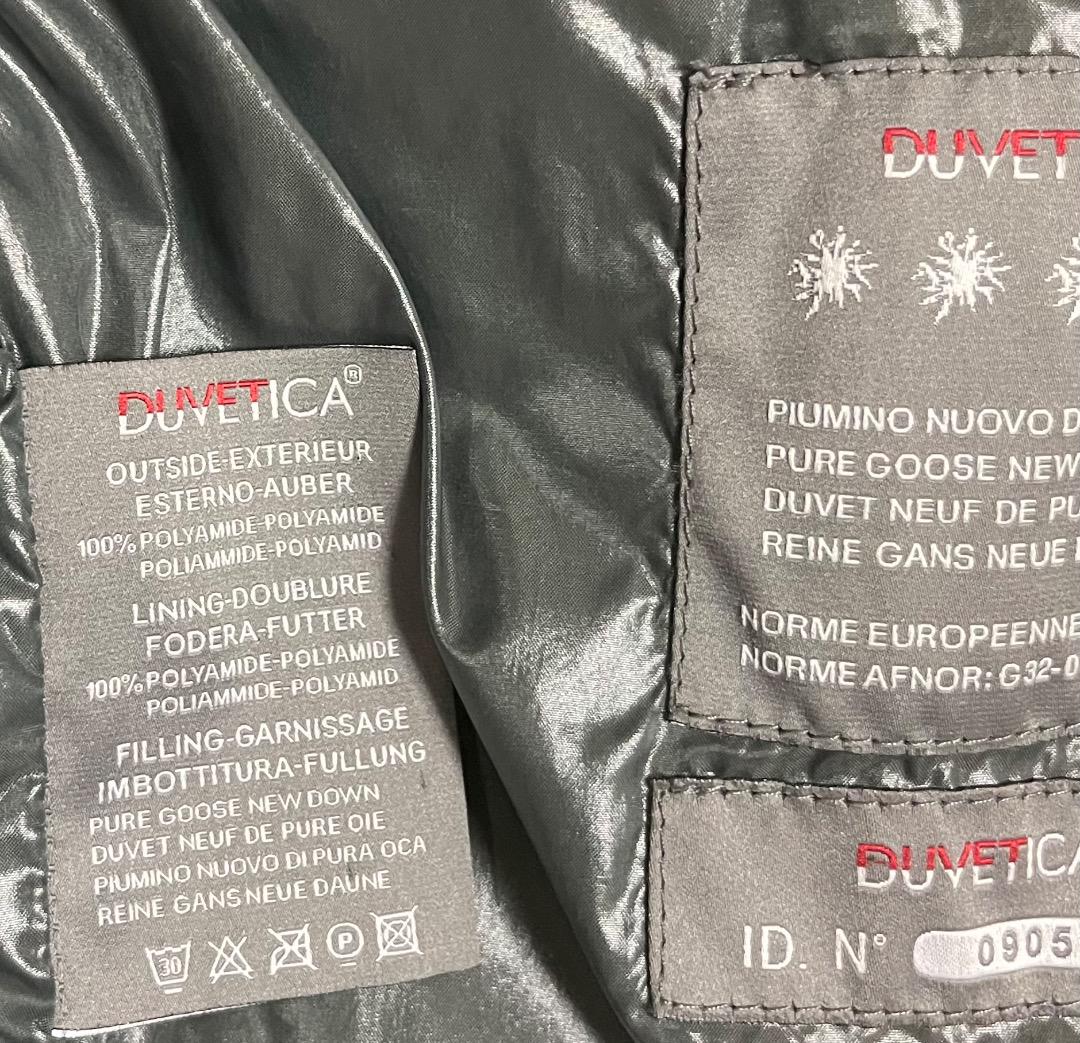 DUVETICA®
OUTSIDE-EXTERIEUR
ESTERNO-AUBER
100% POLYAMIDE-POLYAMIDE
POLIAMMIDE-POLYAMID
LINING-DOUBLURE
FODERA-FUTTER
100% POLYAMIDE-POLYAMIDE
POLIAMMIDE-POLYAMID
FILLING-GARNISSAGE
IMBOTTITURA-FULLUNG
PURE GOOSE NEW DOWN
DUVET NEUF DE PURE OIE
PIUMINO NUOVO DI PURA OCA
REINE GANS NEUE DAUNE
30 P
DUVET
PIUMINO NUOVO D
PURE GOOSE NEW
DUVET NEUF DE PU
REINE GANS NEUE
NORME EUROPEENNE
NORME AFNOR: G32-0
DUVETICA
ID. N° 0905